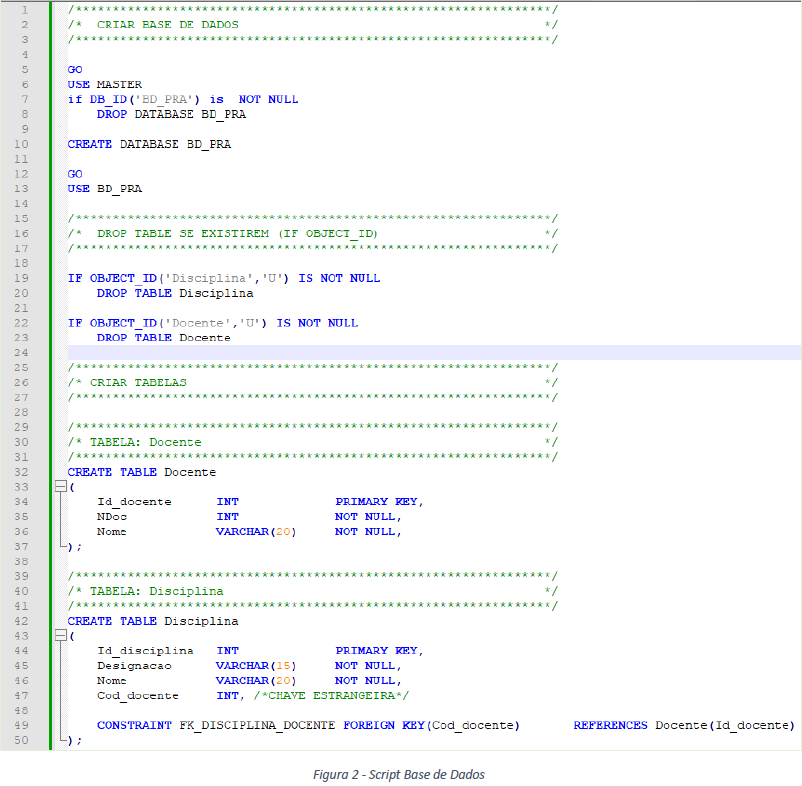 1 /****************************************************************/
2 /*  CRIAR BASE DE DADOS                                         */
3 /****************************************************************/
4
5 GO
6 USE MASTER
7 if DB_ID('BD_PRA') is  NOT NULL
8     DROP DATABASE BD_PRA
9
10 CREATE DATABASE BD_PRA
11
12 GO
13 USE BD_PRA
14
15 /****************************************************************/
16 /*  DROP TABLE SE EXISTIREM (IF OBJECT_ID)                      */
17 /****************************************************************/
18
19 IF OBJECT_ID('Disciplina','U') IS NOT NULL
20     DROP TABLE Disciplina
21
22 IF OBJECT_ID('Docente','U') IS NOT NULL
23     DROP TABLE Docente
24
25 /****************************************************************/
26 /* CRIAR TABELAS                                                */
27 /****************************************************************/
28
29 /****************************************************************/
30 /* TABELA: Docente                                              */
31 /****************************************************************/
32 CREATE TABLE Docente
33 (
34     Id_docente      INT             PRIMARY KEY,
35     NDoc            INT             NOT NULL,
36     Nome            VARCHAR(20)     NOT NULL,
37 );
38
39 /****************************************************************/
40 /* TABELA: Disciplina                                           */
41 /****************************************************************/
42 CREATE TABLE Disciplina
43 (
44     Id_disciplina   INT             PRIMARY KEY,
45     Designacao      VARCHAR(15)     NOT NULL,
46     Nome            VARCHAR(20)     NOT NULL,
47     Cod_docente     INT, /*CHAVE ESTRANGEIRA*/
48
49     CONSTRAINT FK_DISCIPLINA_DOCENTE FOREIGN KEY(Cod_docente)       REFERENCES Docente(Id_docente)
50 );
Figura 2 - Script Base de Dados